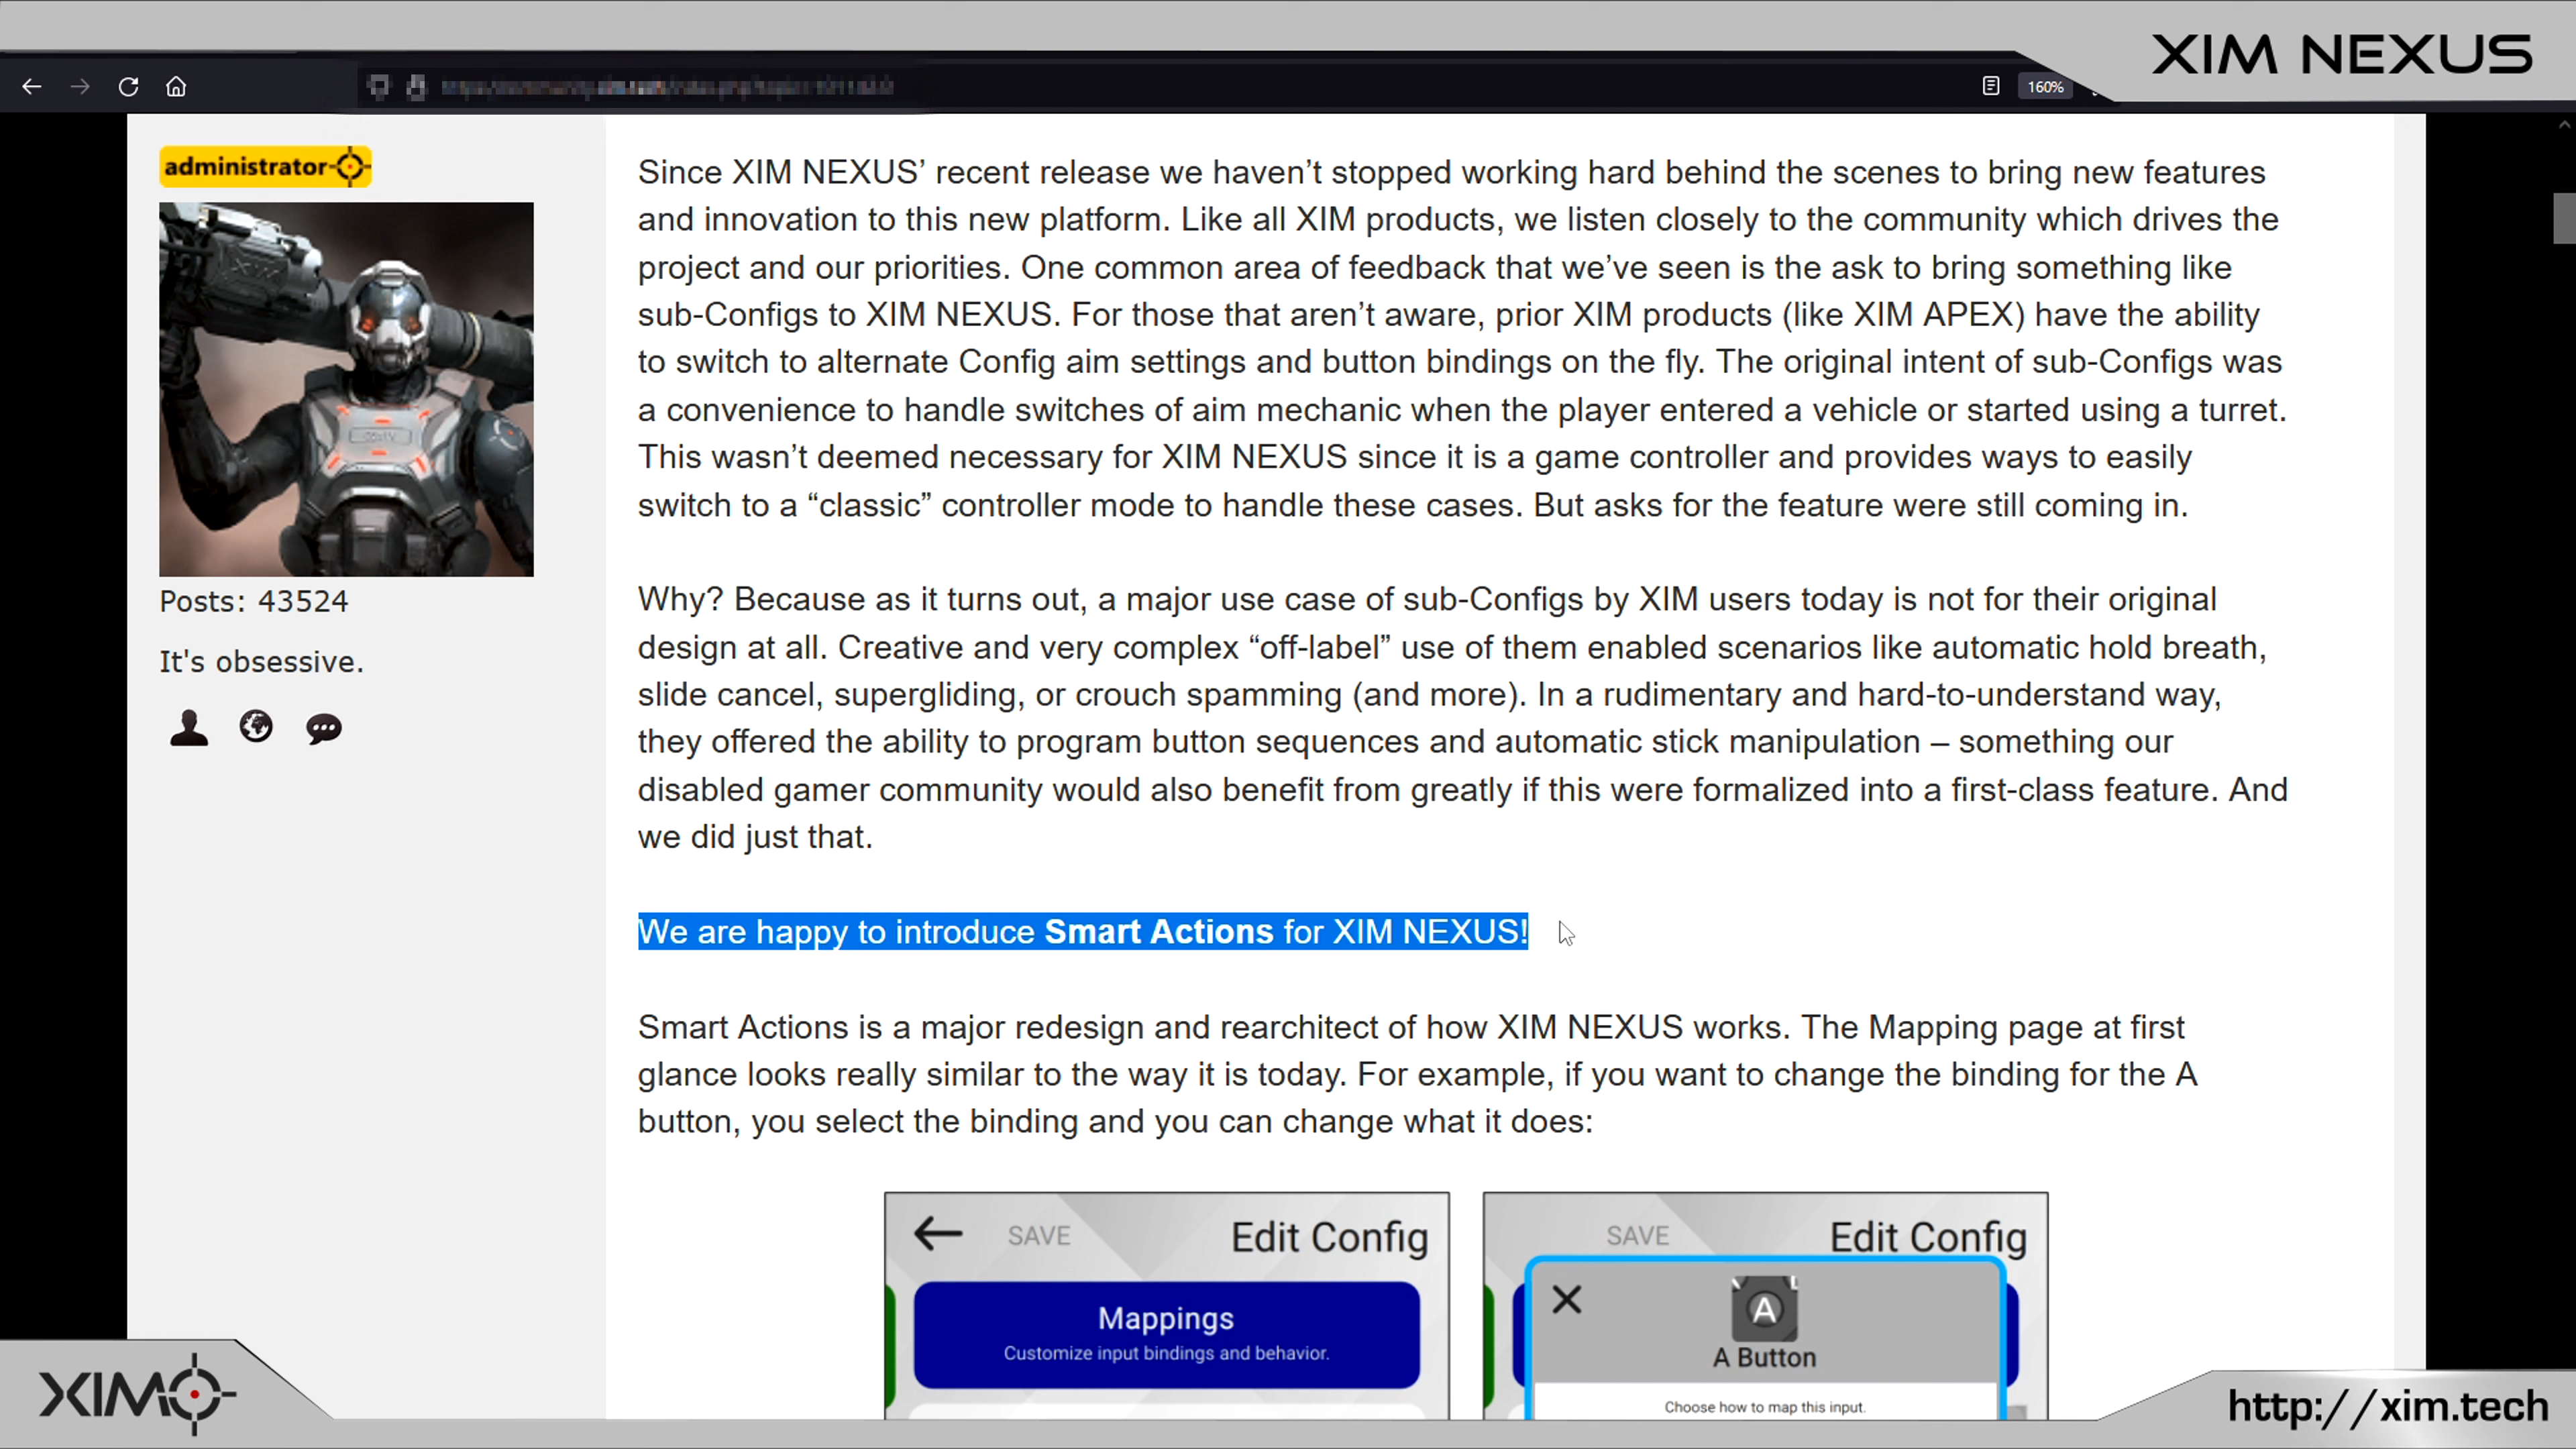 XIM NEXUS
160%
administrator
Posts: 43524
It's obsessive.
Since XIM NEXUS’ recent release we haven’t stopped working hard behind the scenes to bring new features
and innovation to this new platform. Like all XIM products, we listen closely to the community which drives the
project and our priorities. One common area of feedback that we’ve seen is the ask to bring something like
sub-Configs to XIM NEXUS. For those that aren’t aware, prior XIM products (like XIM APEX) have the ability
to switch to alternate Config aim settings and button bindings on the fly. The original intent of sub-Configs was
a convenience to handle switches of aim mechanic when the player entered a vehicle or started using a turret.
This wasn’t deemed necessary for XIM NEXUS since it is a game controller and provides ways to easily
switch to a “classic” controller mode to handle these cases. But asks for the feature were still coming in.
Why? Because as it turns out, a major use case of sub-Configs by XIM users today is not for their original
design at all. Creative and very complex “off-label” use of them enabled scenarios like automatic hold breath,
slide cancel, supergliding, or crouch spamming (and more). In a rudimentary and hard-to-understand way,
they offered the ability to program button sequences and automatic stick manipulation – something our
disabled gamer community would also benefit from greatly if this were formalized into a first-class feature. And
we did just that.
We are happy to introduce Smart Actions for XIM NEXUS!
Smart Actions is a major redesign and rearchitect of how XIM NEXUS works. The Mapping page at first
glance looks really similar to the way it is today. For example, if you want to change the binding for the A
button, you select the binding and you can change what it does:
SAVE Edit Config
Mappings
Customize input bindings and behavior.
SAVE Edit Config
A
A Button
Choose how to map this input.
XIM
http://xim.tech